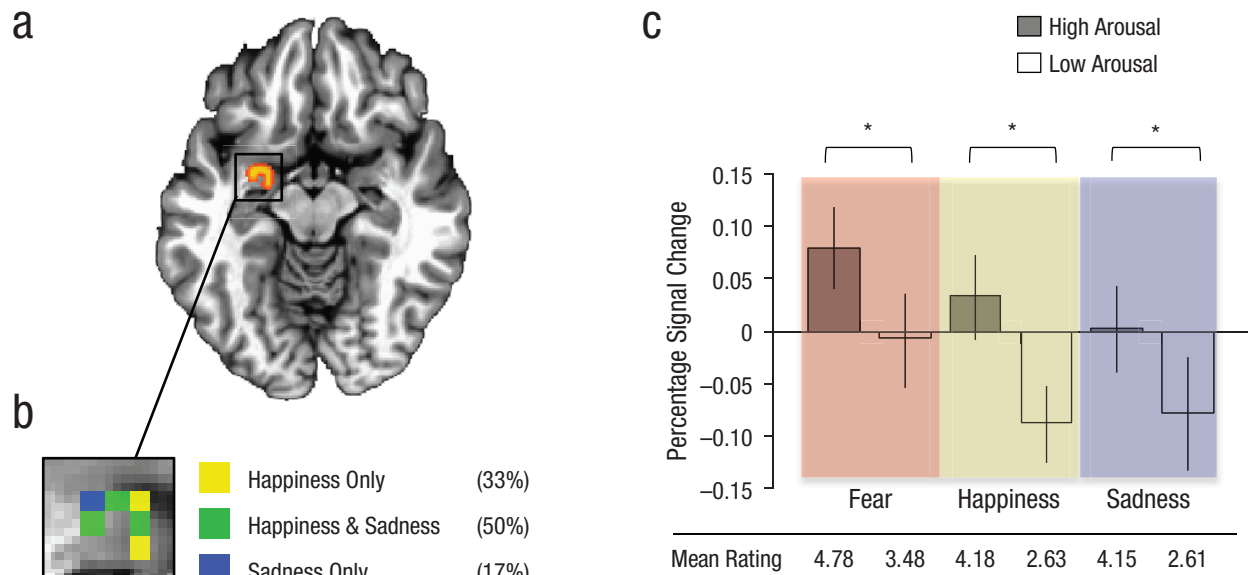 a
b
Happiness Only (33%)
Happiness & Sadness (50%)
Sadness Only (17%)
c
High Arousal
Low Arousal
* * *
Percentage Signal Change
0.15
0.10
0.05
0
−0.05
−0.10
−0.15
Fear Happiness Sadness
Mean Rating 4.78 3.48 4.18 2.63 4.15 2.61